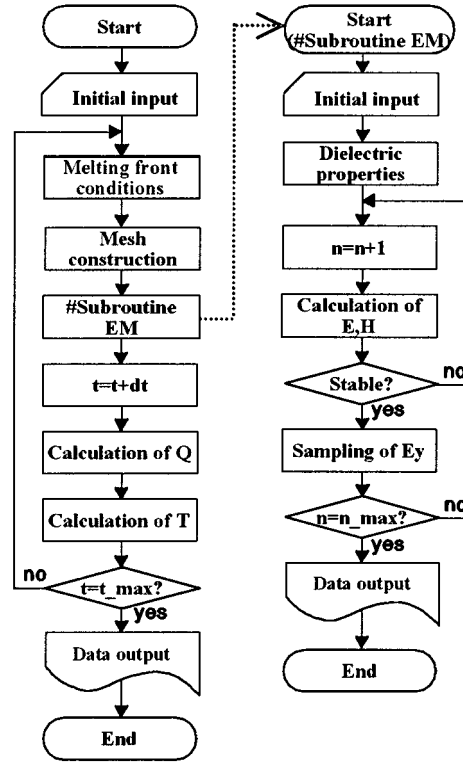 Start
Initial input
Melting front
conditions
Mesh
construction
#Subroutine
EM
t=t+dt
Calculation of Q
Calculation of T
t=t_max?
no
yes
Data output
End
Start
(#Subroutine EM)
Initial input
Dielectric
properties
n=n+1
Calculation of
E,H
Stable?
no
yes
Sampling of Ey
n=n_max?
no
yes
Data output
End